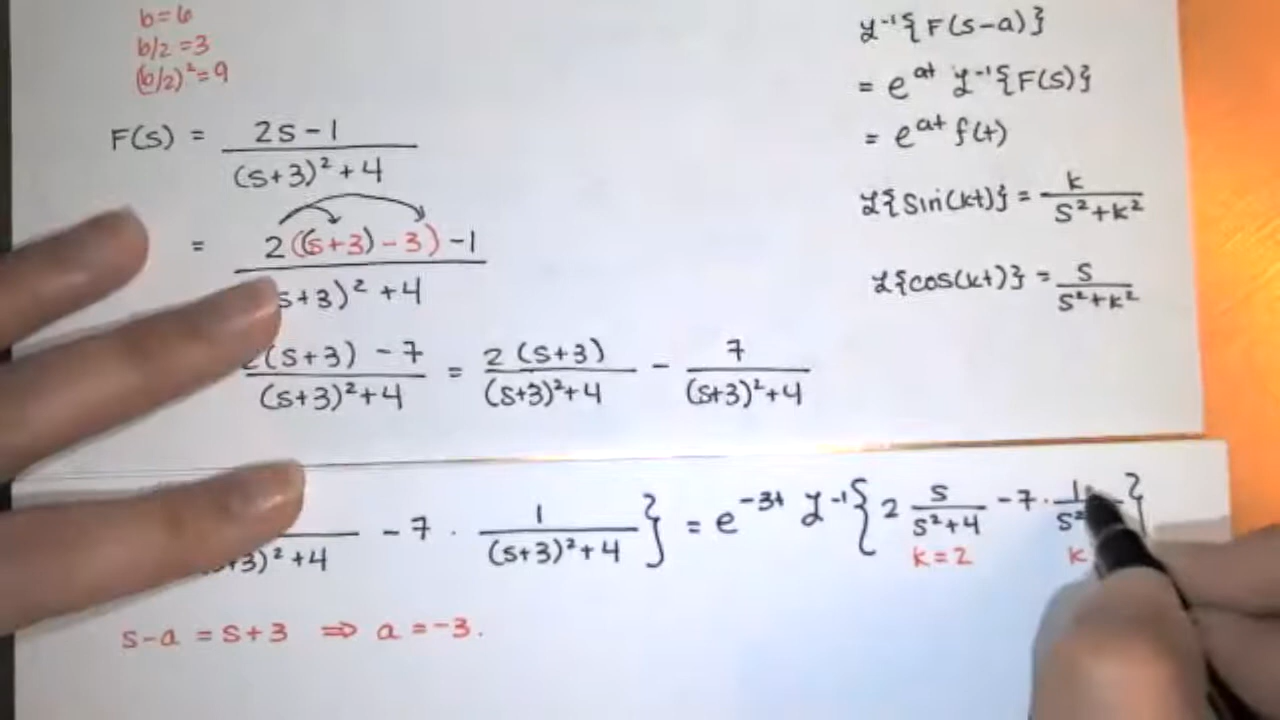 b=6
b/2=3
(b/2)²=9
F(s) = 2s-1 / (s+3)²+4
= 2((s+3)-3)-1 / s+3)²+4
2(s+3) -7 / (s+3)²+4 = 2(s+3) / (s+3)²+4 - 7 / (s+3)²+4
ℒ⁻¹{F(s-a)}
= e^at ℒ⁻¹{F(s)}
= e^at f(t)
ℒ{sin(kt)} = k / s²+k²
ℒ{cos(kt)} = s / s²+k²
+3)²+4 -7 · 1 / (s+3)²+4 } = e^-3t ℒ⁻¹{ 2 s / s²+4 -7 · 1 / s² }
k=2 k
s-a = s+3 ⇒ a = -3.